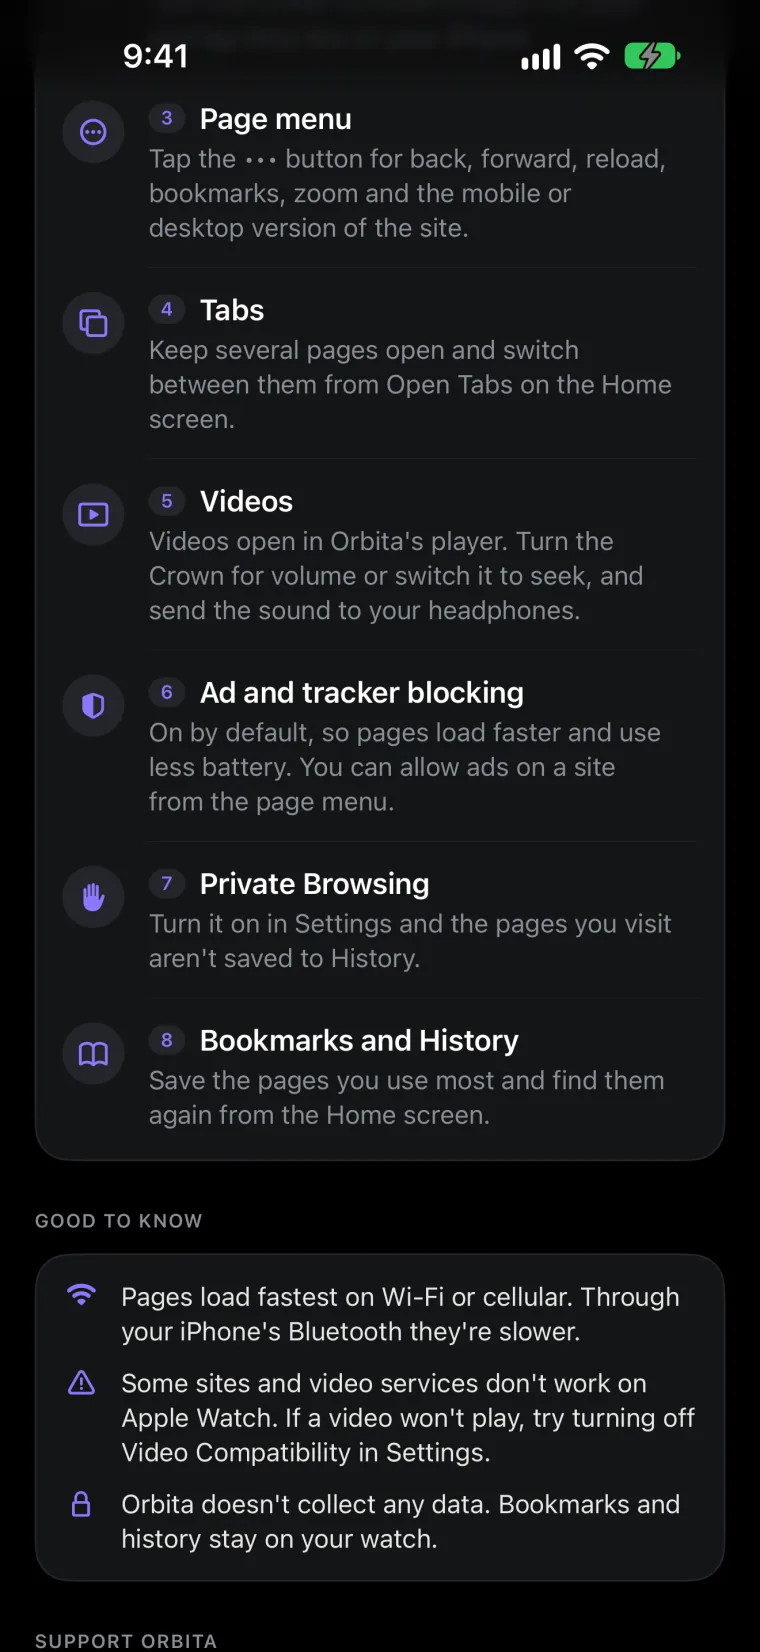 9:41
3 Page menu
Tap the ••• button for back, forward, reload,
bookmarks, zoom and the mobile or
desktop version of the site.
4 Tabs
Keep several pages open and switch
between them from Open Tabs on the Home
screen.
5 Videos
Videos open in Orbita's player. Turn the
Crown for volume or switch it to seek, and
send the sound to your headphones.
6 Ad and tracker blocking
On by default, so pages load faster and use
less battery. You can allow ads on a site
from the page menu.
7 Private Browsing
Turn it on in Settings and the pages you visit
aren't saved to History.
8 Bookmarks and History
Save the pages you use most and find them
again from the Home screen.
GOOD TO KNOW
Pages load fastest on Wi-Fi or cellular. Through
your iPhone's Bluetooth they're slower.
Some sites and video services don't work on
Apple Watch. If a video won't play, try turning off
Video Compatibility in Settings.
Orbita doesn't collect any data. Bookmarks and
history stay on your watch.
SUPPORT ORBITA